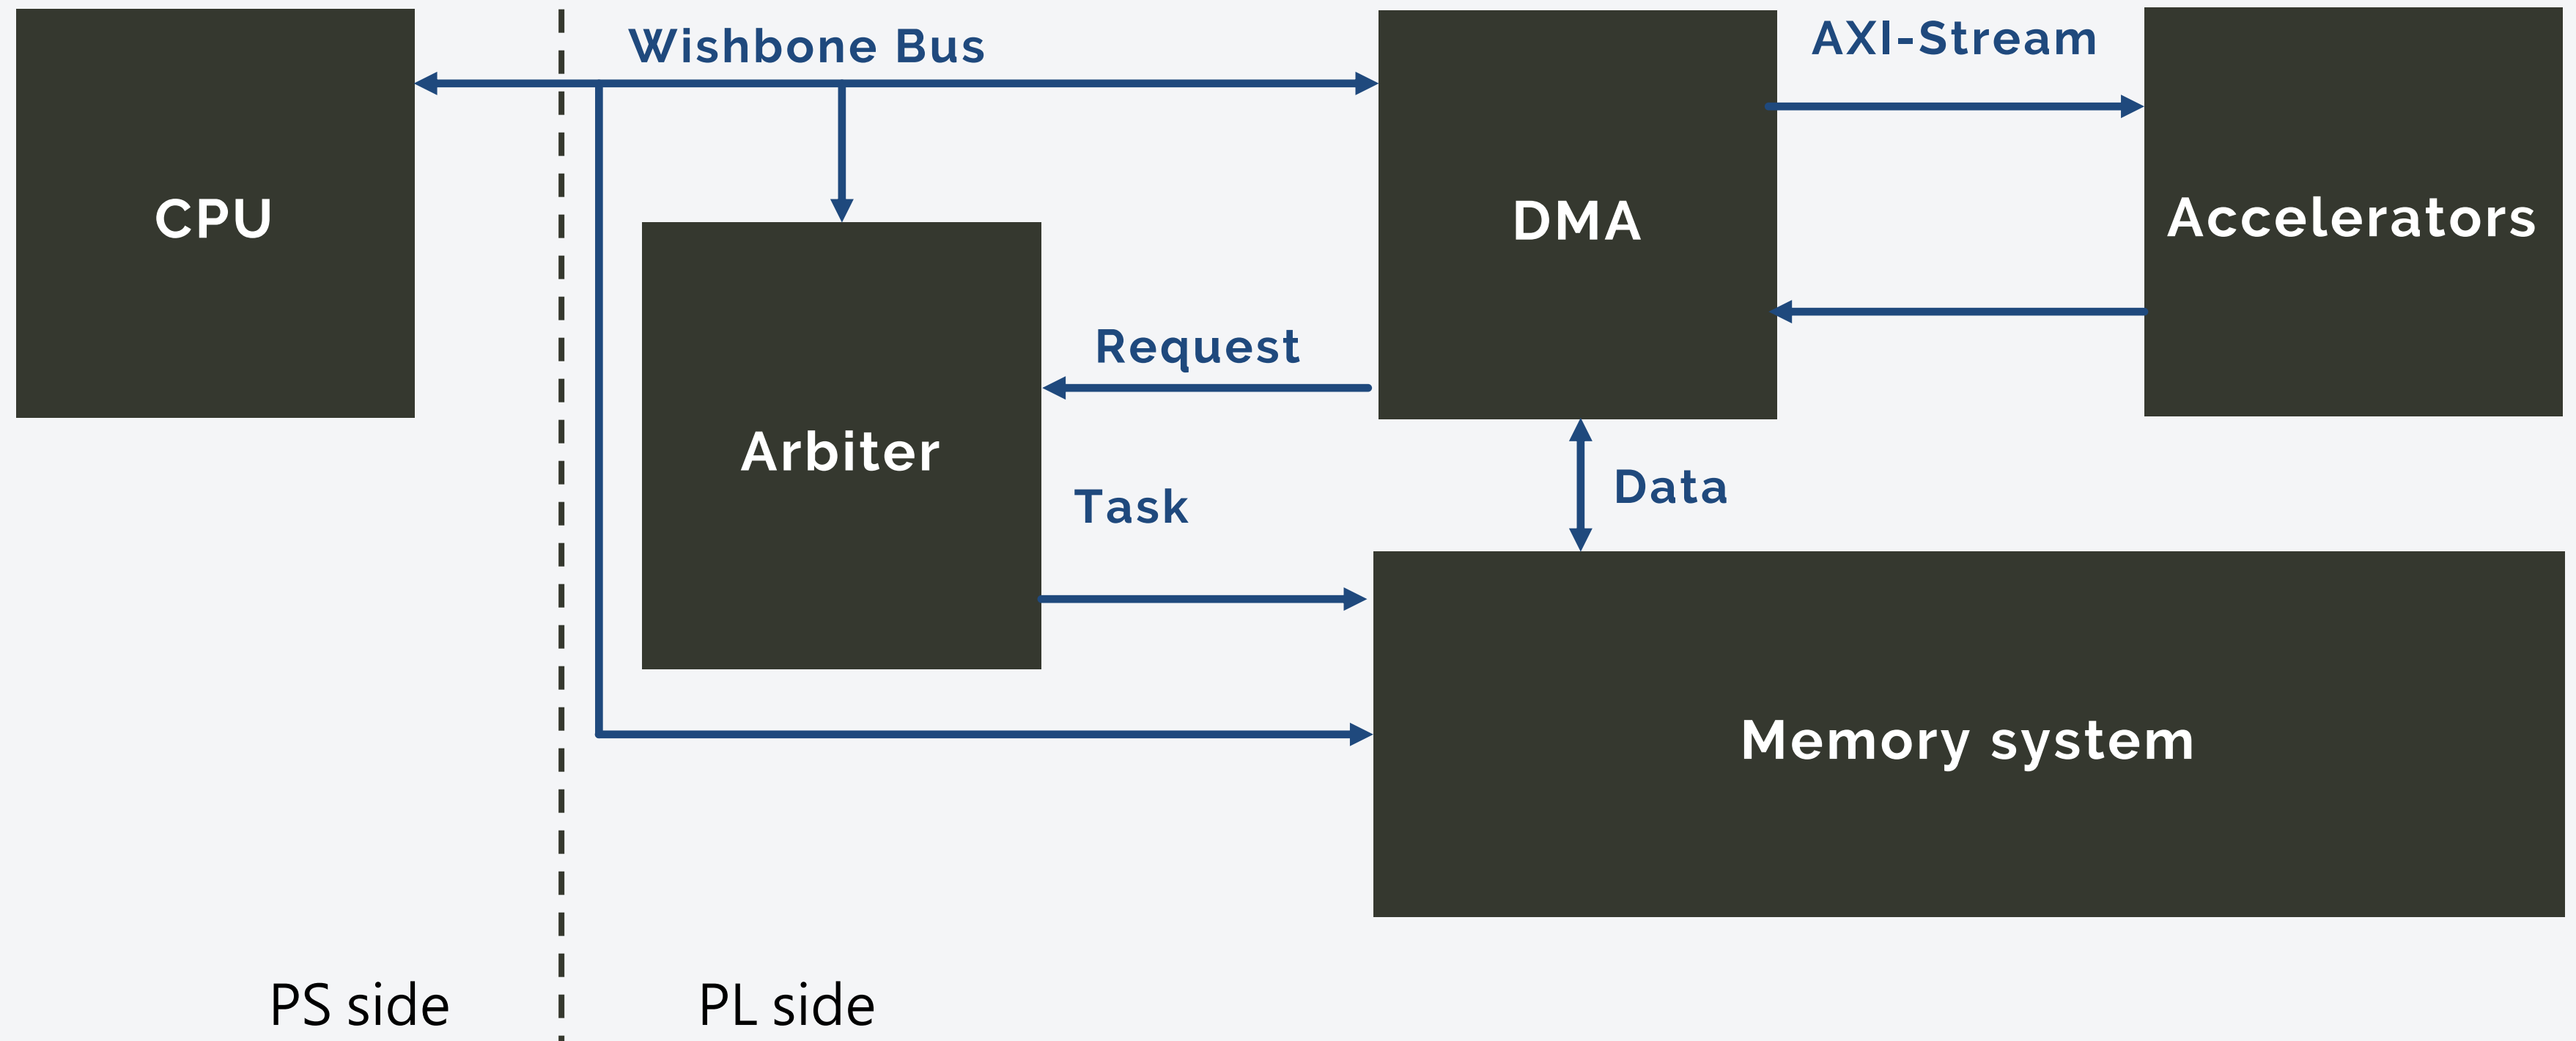 Wishbone Bus
AXI-Stream
CPU
DMA
Accelerators
Request
Arbiter
Data
Task
Memory system
PS side
PL side